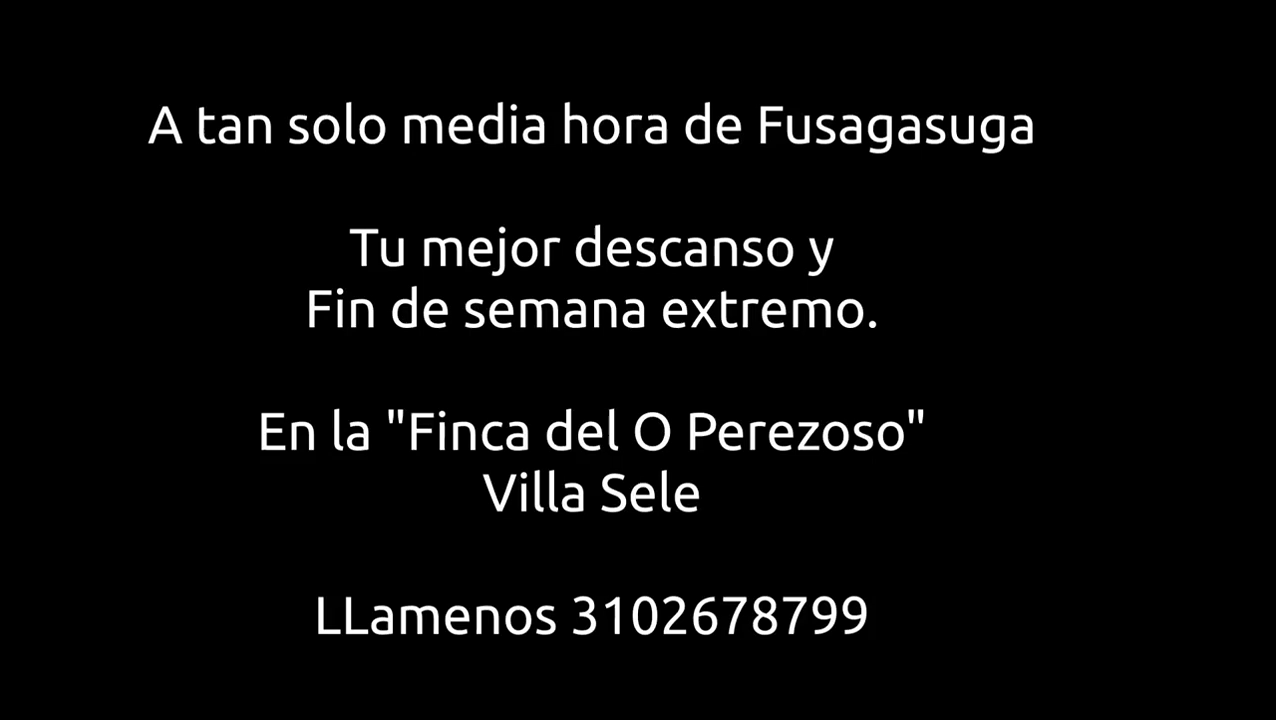 A tan solo media hora de Fusagasuga
Tu mejor descanso y
Fin de semana extremo.
En la "Finca del O Perezoso"
Villa Sele
LLamenos 3102678799